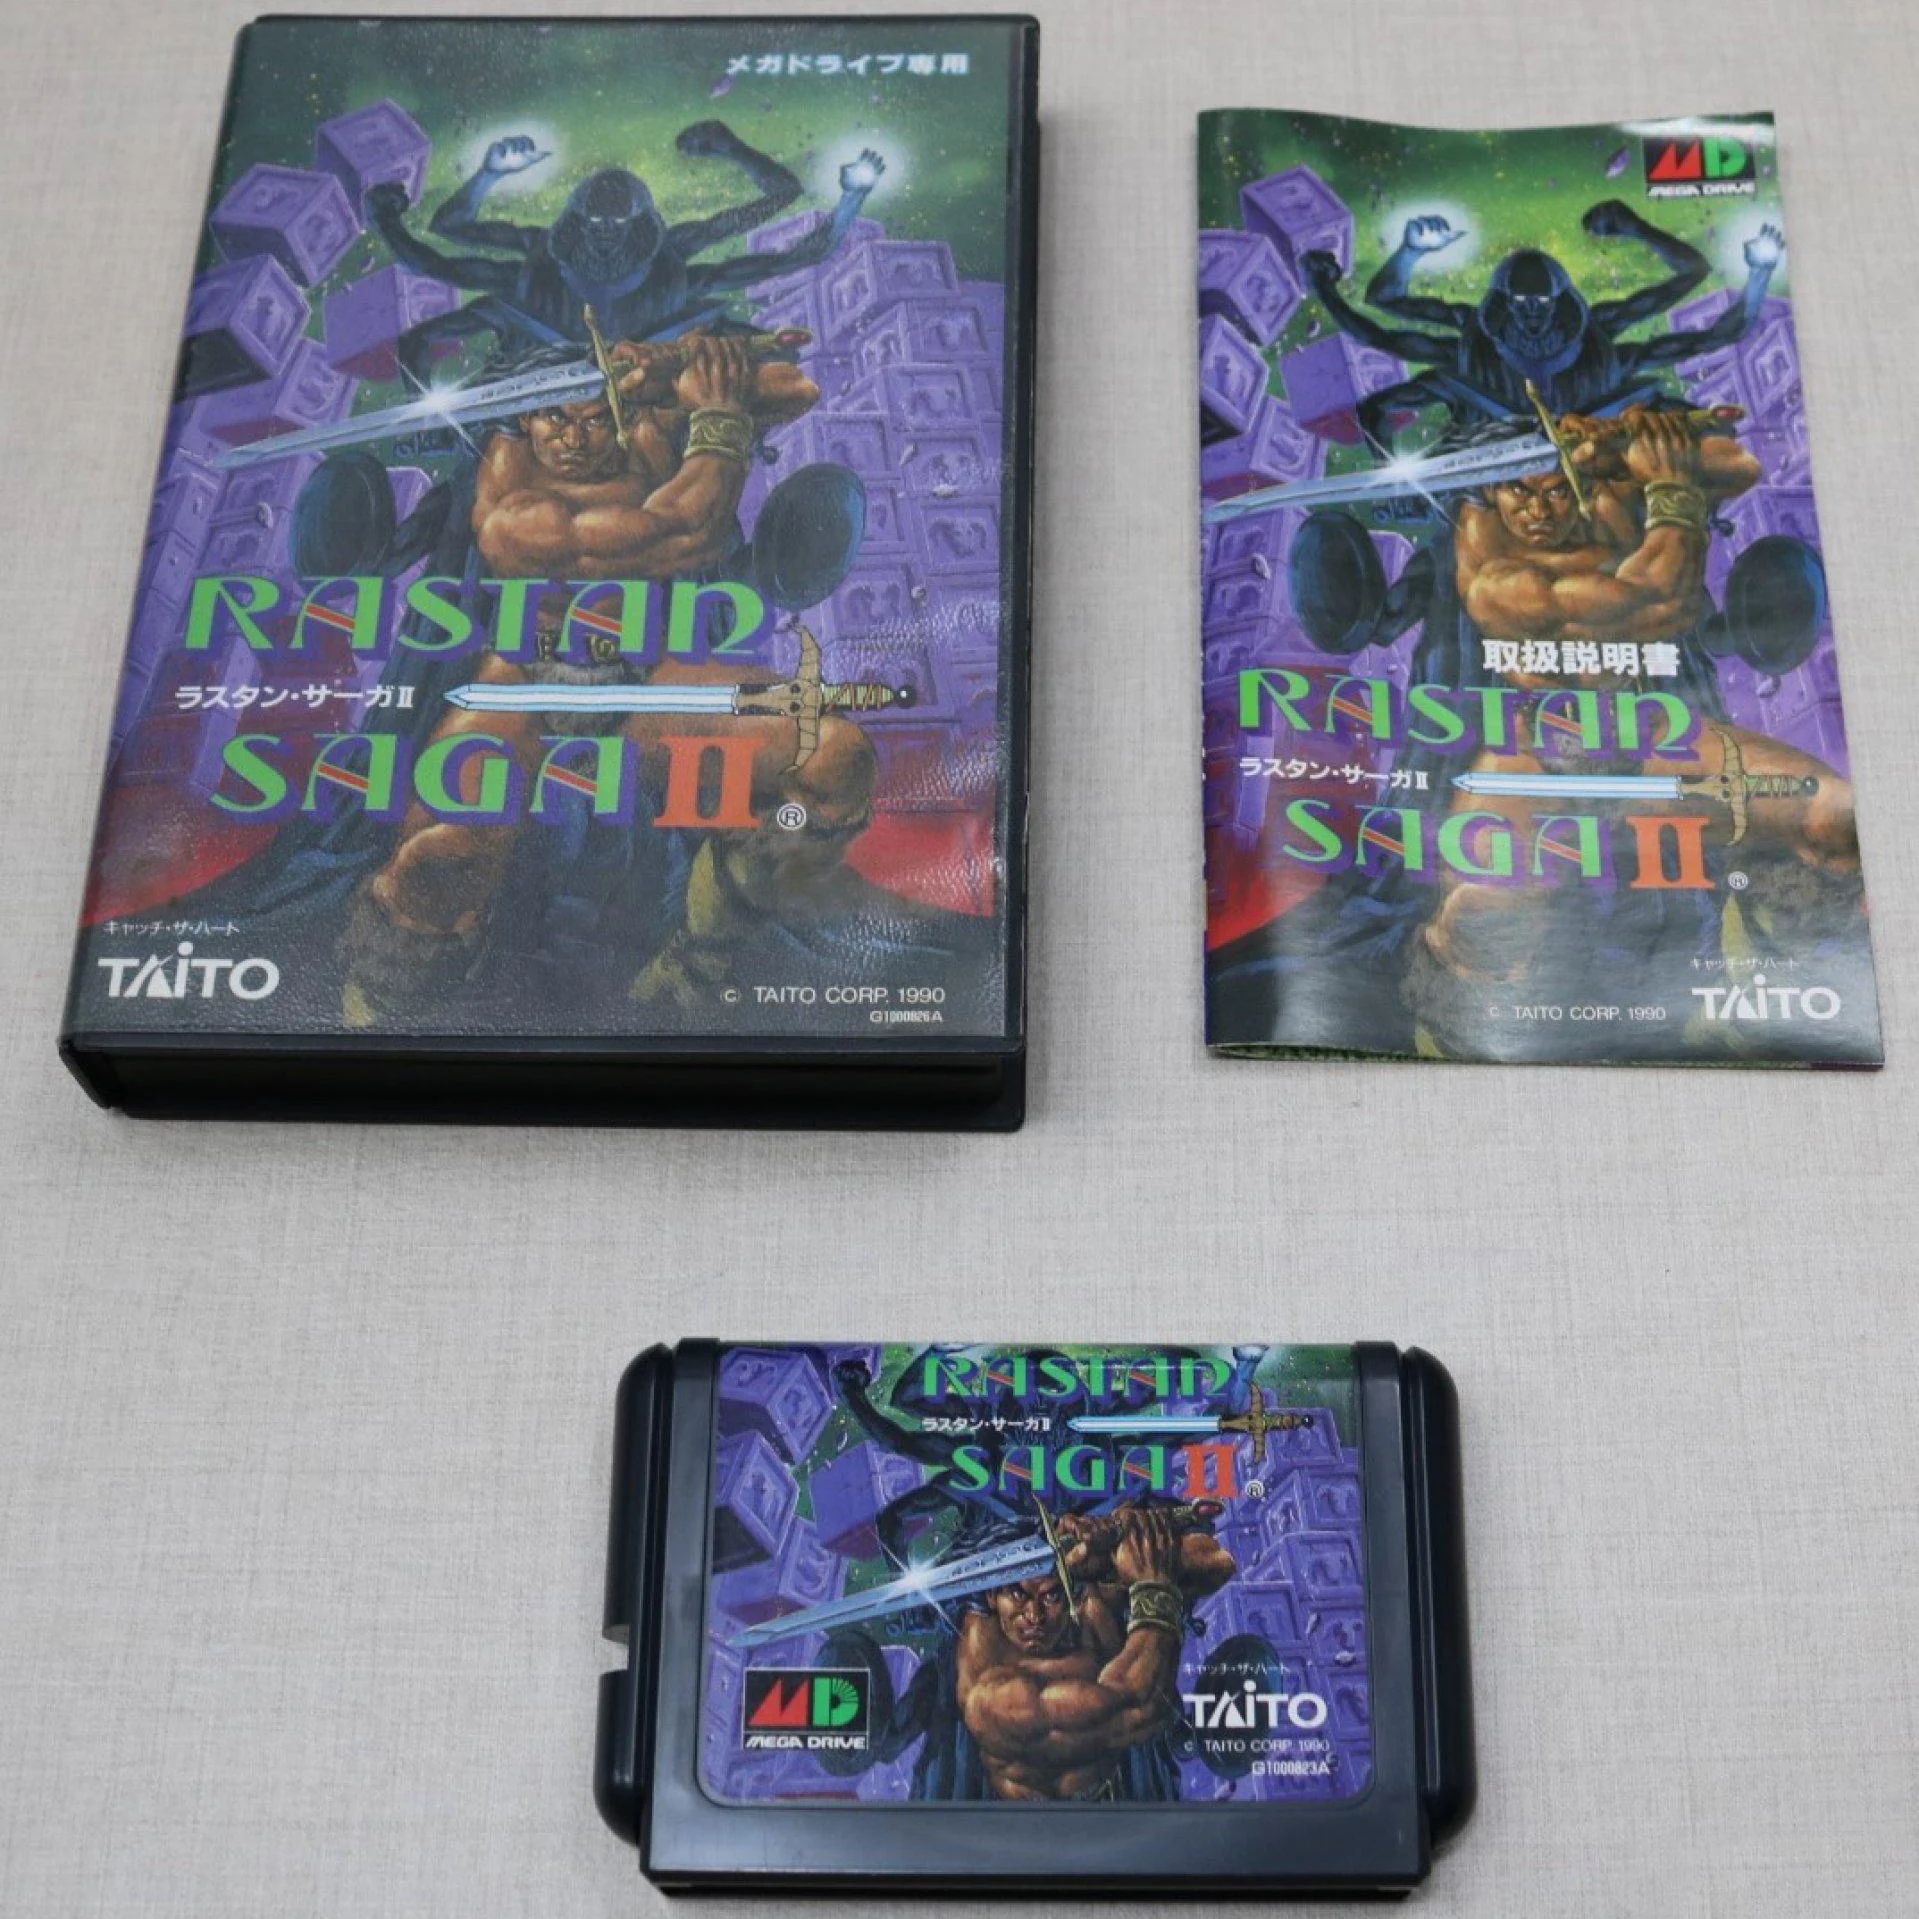 メガドライブ専用
RASTAN
ラスタン・サーガⅡ
SAGA Ⅱ ®
キャッチ・ザ・ハート
TAITO
© TAITO CORP. 1990
G1000826A
MD
MEGA DRIVE
取扱説明書
RASTAN
ラスタン・サーガⅡ
SAGA Ⅱ ®
キャッチ・ザ・ハート
© TAITO CORP. 1990 TAITO
RASTAN
ラスタン・サーガⅡ
SAGA Ⅱ ®
MD
MEGA DRIVE
キャッチ・ザ・ハート
TAITO
© TAITO CORP. 1990
G1000823A